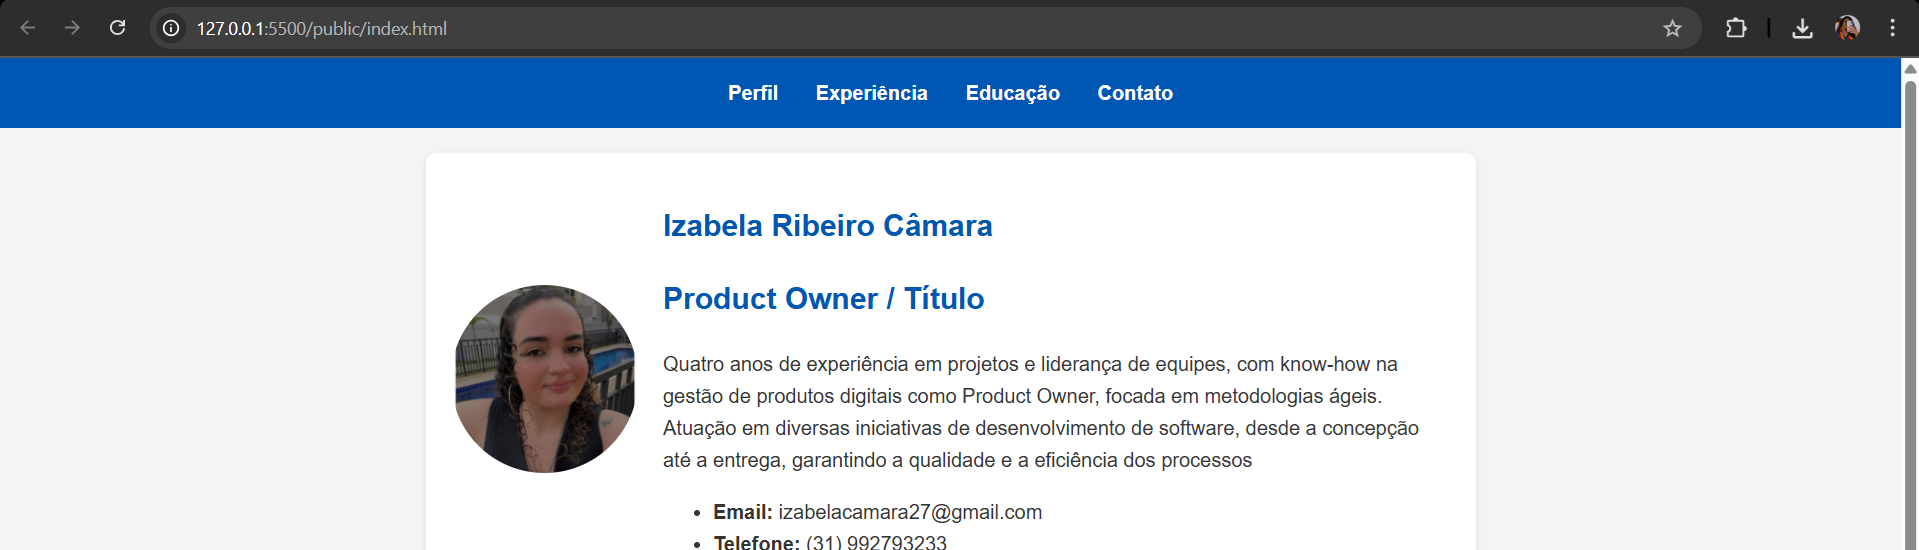 127.0.0.1:5500/public/index.html
Perfil Experiência Educação Contato
Izabela Ribeiro Câmara
Product Owner / Título
Quatro anos de experiência em projetos e liderança de equipes, com know-how na
gestão de produtos digitais como Product Owner, focada em metodologias ágeis.
Atuação em diversas iniciativas de desenvolvimento de software, desde a concepção
até a entrega, garantindo a qualidade e a eficiência dos processos
• Email: izabelacamara27@gmail.com
• Telefone: (31) 992793233